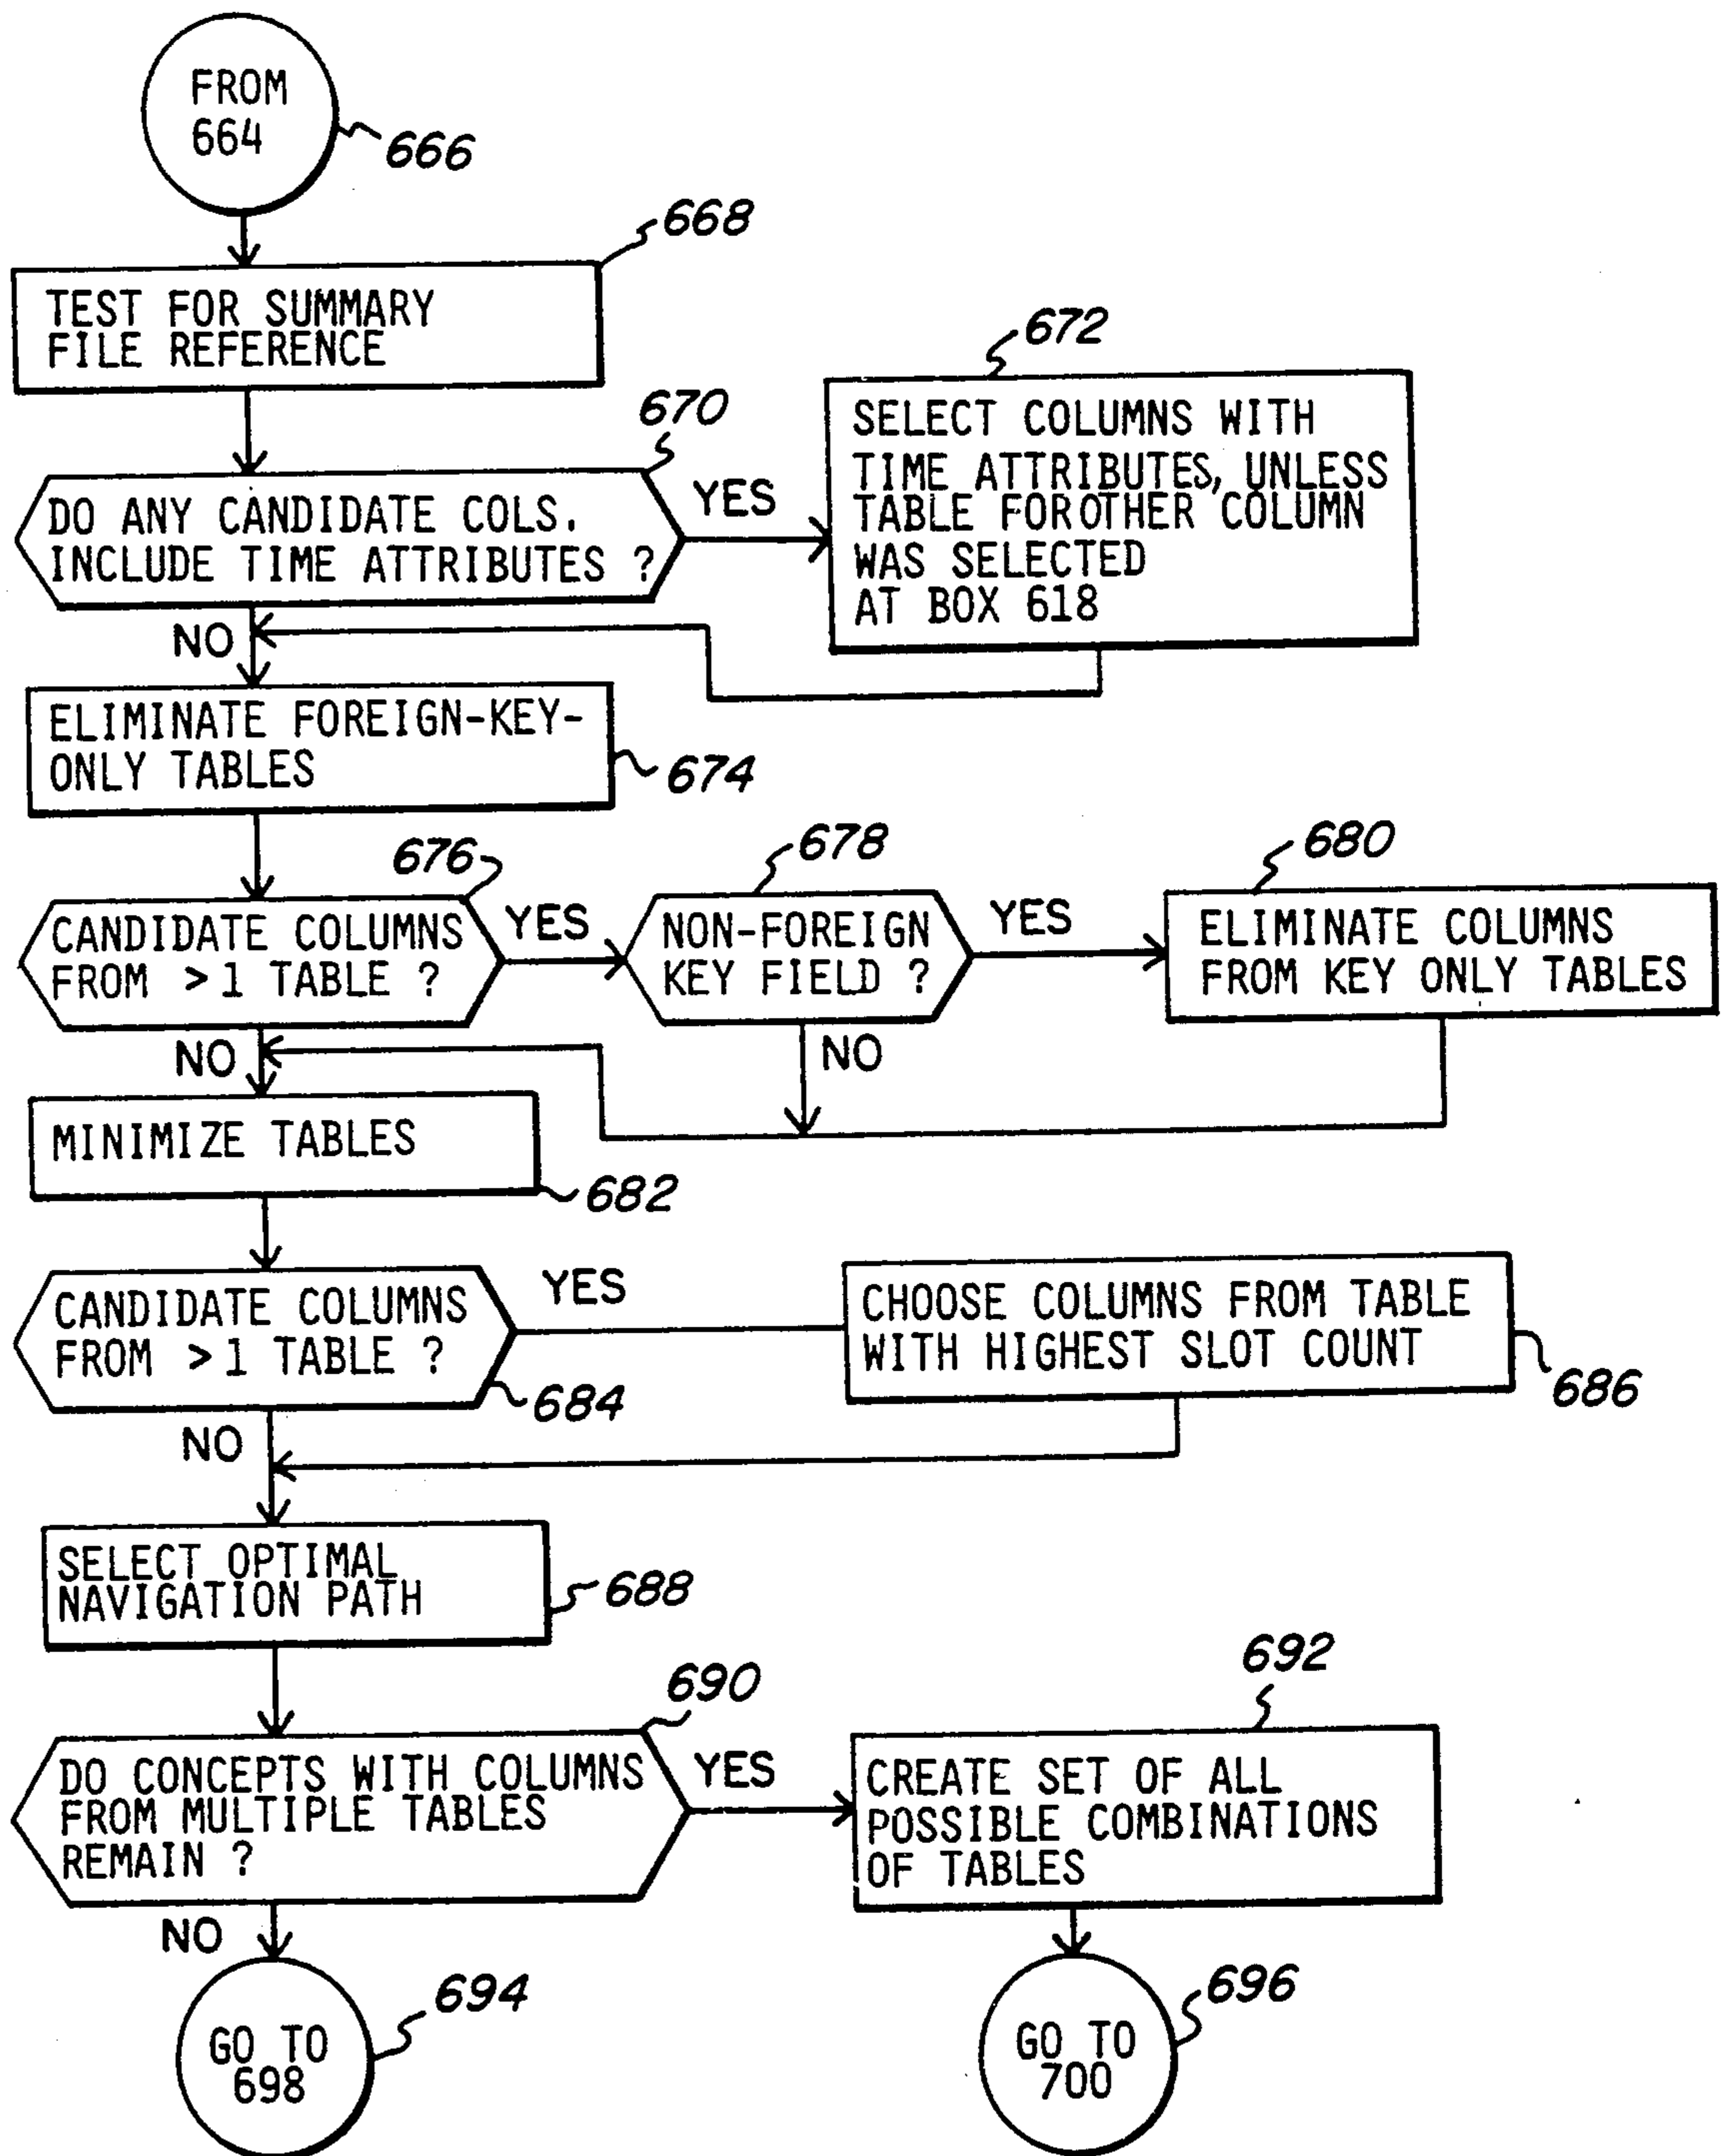 FROM
664
666
668
TEST FOR SUMMARY
FILE REFERENCE
672
670
SELECT COLUMNS WITH
TIME ATTRIBUTES, UNLESS
TABLE FOR OTHER COLUMN
WAS SELECTED
AT BOX 618
DO ANY CANDIDATE COLS.
INCLUDE TIME ATTRIBUTES ?
YES
NO
ELIMINATE FOREIGN-KEY-
ONLY TABLES
674
676
678
680
CANDIDATE COLUMNS
FROM >1 TABLE ?
YES
NON-FOREIGN
KEY FIELD ?
YES
ELIMINATE COLUMNS
FROM KEY ONLY TABLES
NO
NO
MINIMIZE TABLES
682
CANDIDATE COLUMNS
FROM >1 TABLE ?
684
YES
CHOOSE COLUMNS FROM TABLE
WITH HIGHEST SLOT COUNT
686
NO
SELECT OPTIMAL
NAVIGATION PATH
688
690
692
DO CONCEPTS WITH COLUMNS
FROM MULTIPLE TABLES
REMAIN ?
YES
CREATE SET OF ALL
POSSIBLE COMBINATIONS
OF TABLES
NO
694
GO TO
698
696
GO TO
700